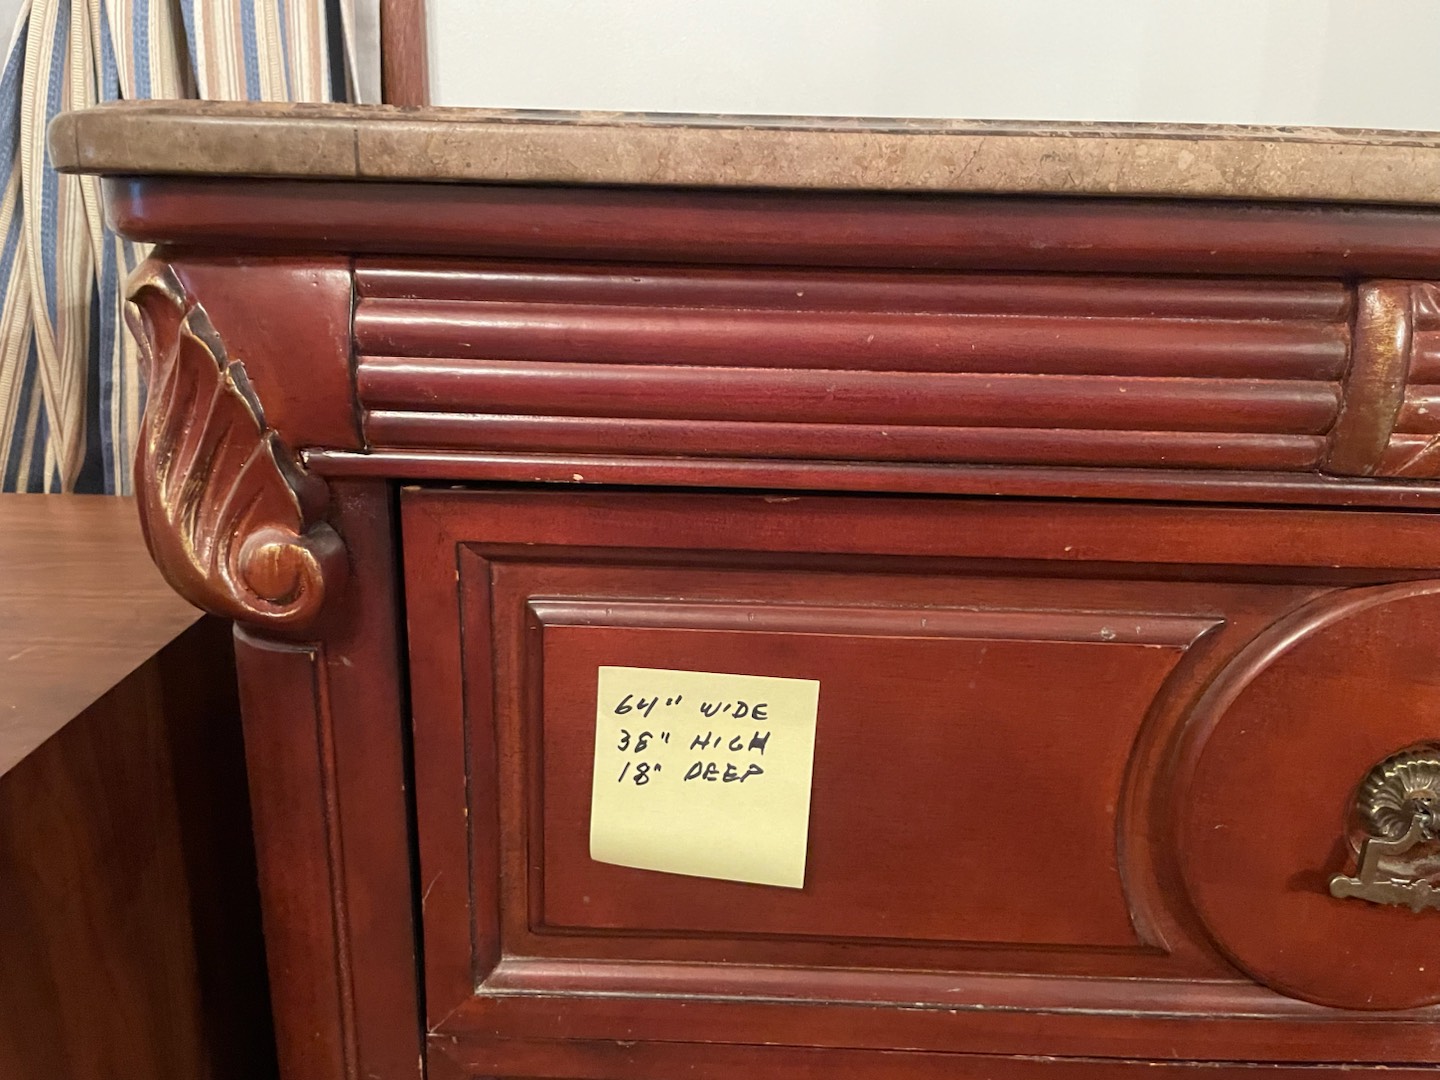 64" WIDE
38" HIGH
18" DEEP